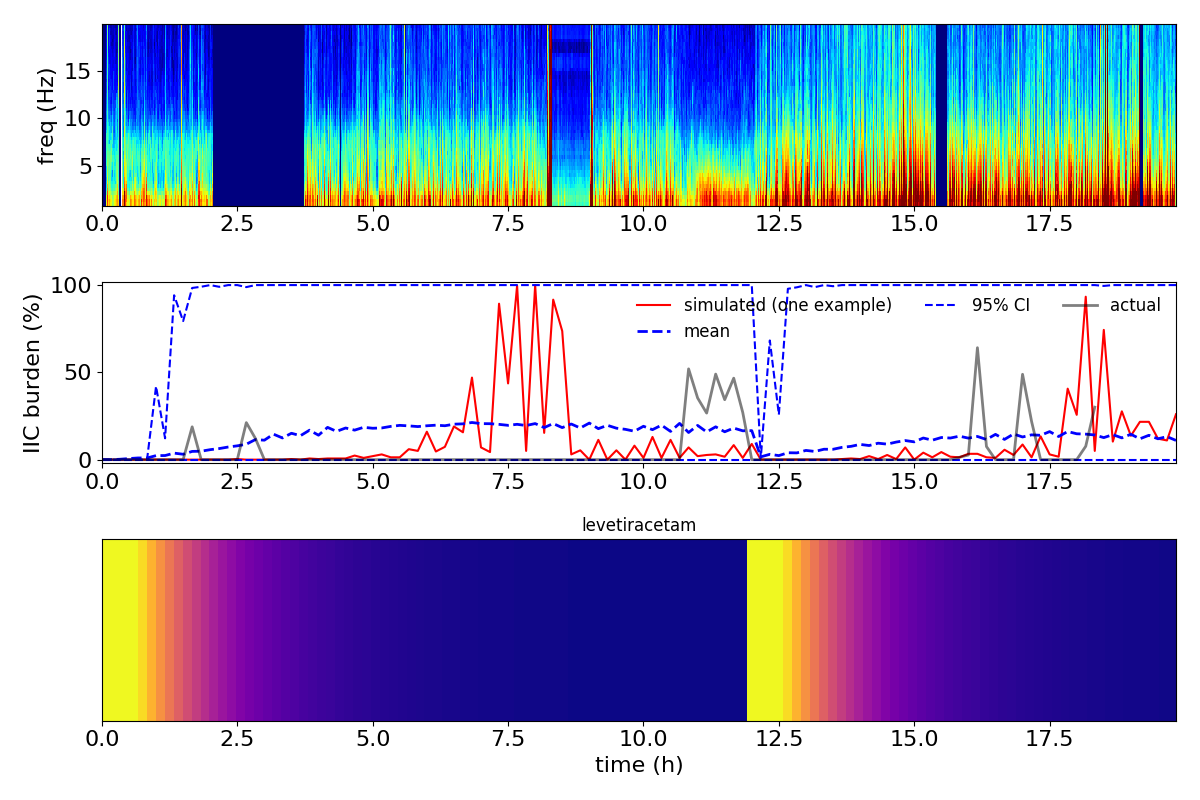 freq (Hz)
15
10
5
0.0 2.5 5.0 7.5 10.0 12.5 15.0 17.5
IIC burden (%)
100
50
0
simulated (one example) 95% CI actual
mean
0.0 2.5 5.0 7.5 10.0 12.5 15.0 17.5
levetiracetam
0.0 2.5 5.0 7.5 10.0 12.5 15.0 17.5
time (h)